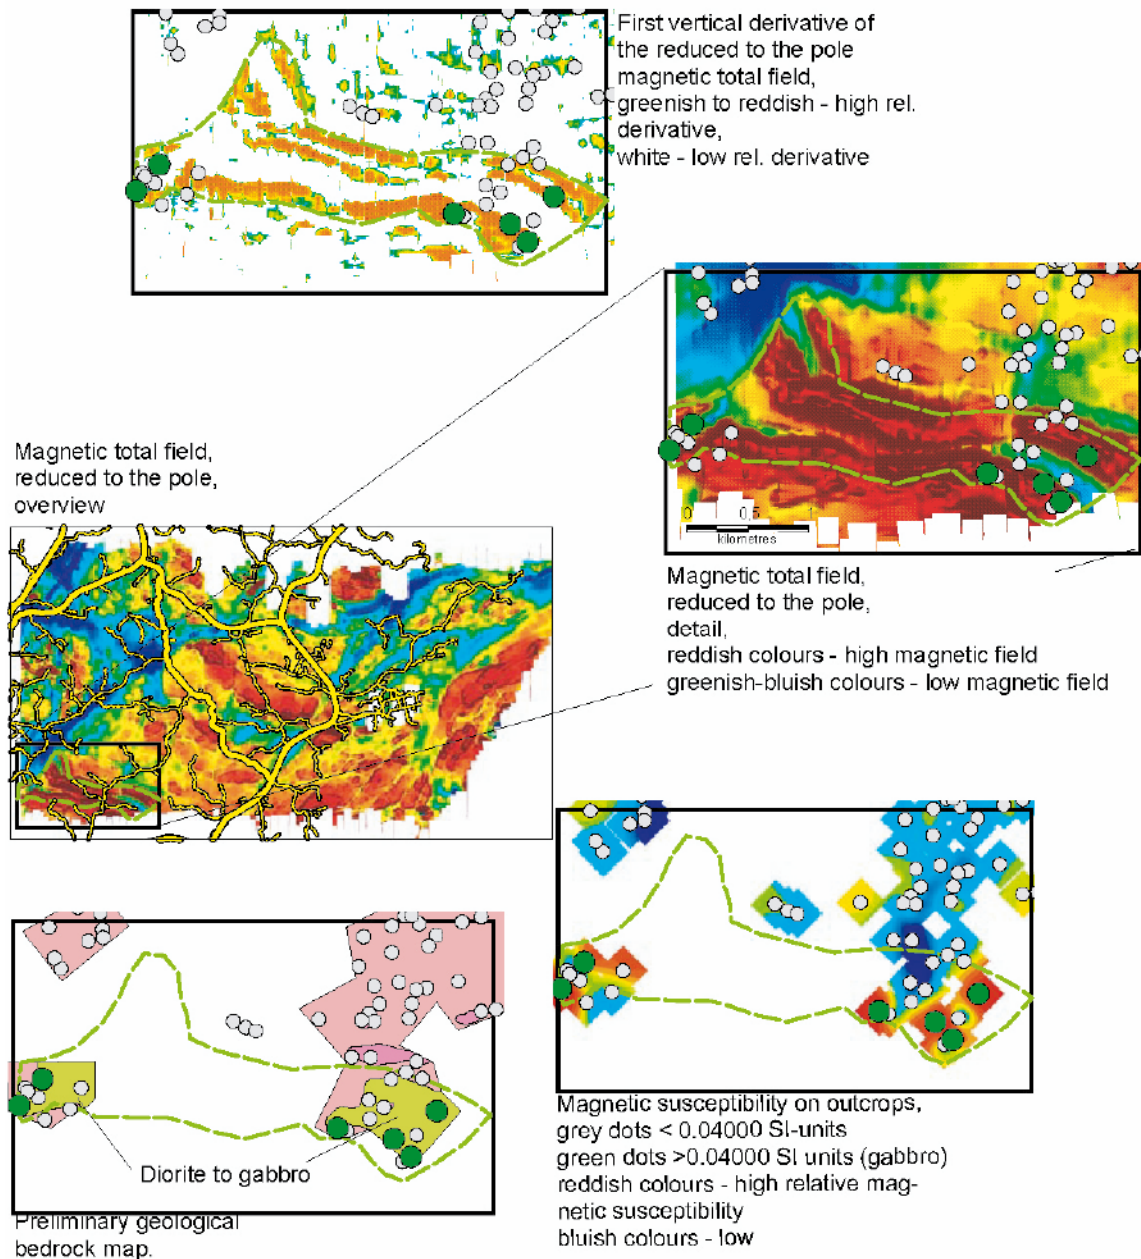 First vertical derivative of
the reduced to the pole
magnetic total field,
greenish to reddish - high rel.
derivative,
white - low rel. derivative
Magnetic total field,
reduced to the pole,
overview
0 0,5 1
kilometres
Magnetic total field,
reduced to the pole,
detail,
reddish colours - high magnetic field
greenish-bluish colours - low magnetic field
Diorite to gabbro
Preliminary geological
bedrock map.
Magnetic susceptibility on outcrops,
grey dots < 0.04000 SI-units
green dots >0.04000 SI units (gabbro)
reddish colours - high relative mag-
netic susceptibility
bluish colours - low